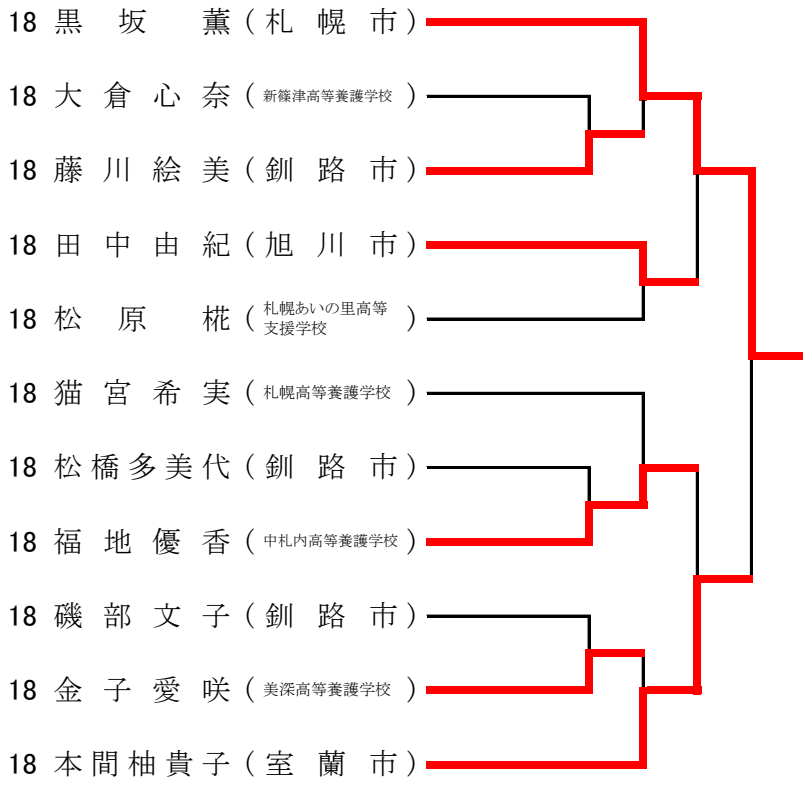 18 黒坂薫(札幌市)
18 大倉心奈(新篠津高等養護学校)
18 藤川絵美(釧路市)
18 田中由紀(旭川市)
18 松原椛(札幌あいの里高等
支援学校)
18 猫宮希実(札幌高等養護学校)
18 松橋多美代(釧路市)
18 福地優香(中札内高等養護学校)
18 磯部文子(釧路市)
18 金子愛咲(美深高等養護学校)
18 本間柚貴子(室蘭市)